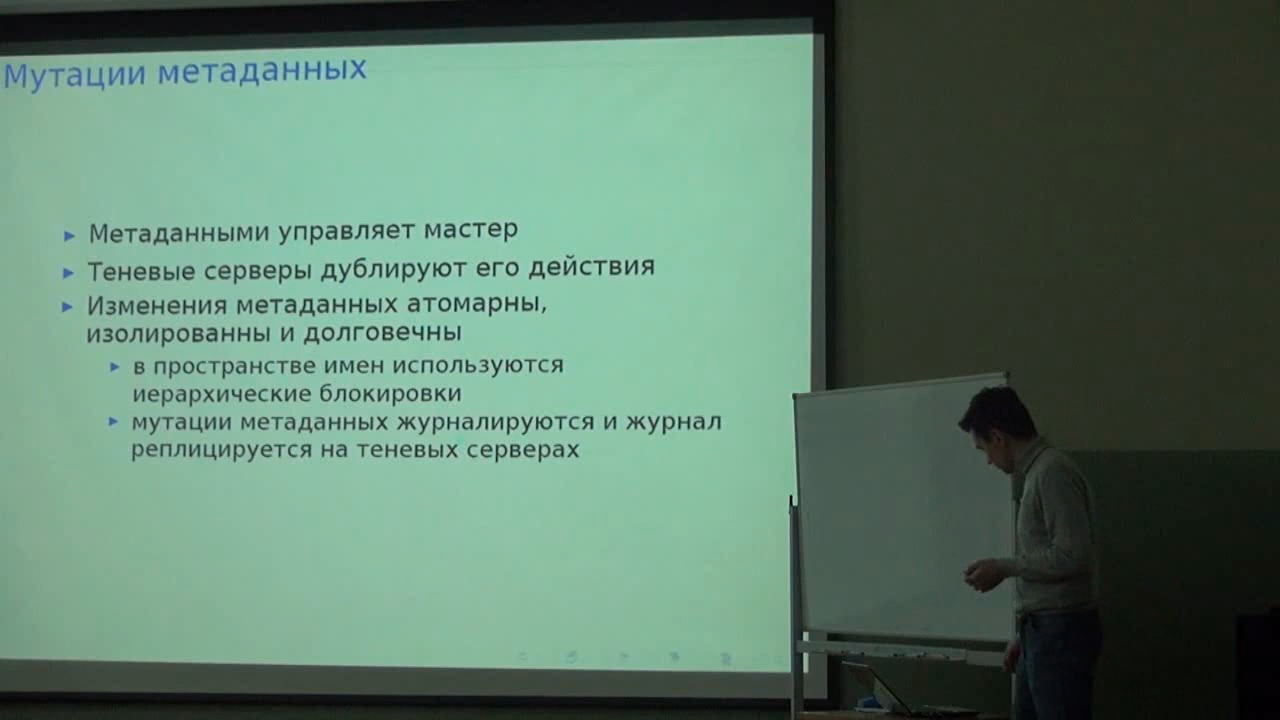 Мутации метаданных
Метаданными управляет мастер
Теневые серверы дублируют его действия
Изменения метаданных атомарны,
изолированны и долговечны
в пространстве имен используются
иерархические блокировки
мутации метаданных журналируются и журнал
реплицируется на теневых серверах